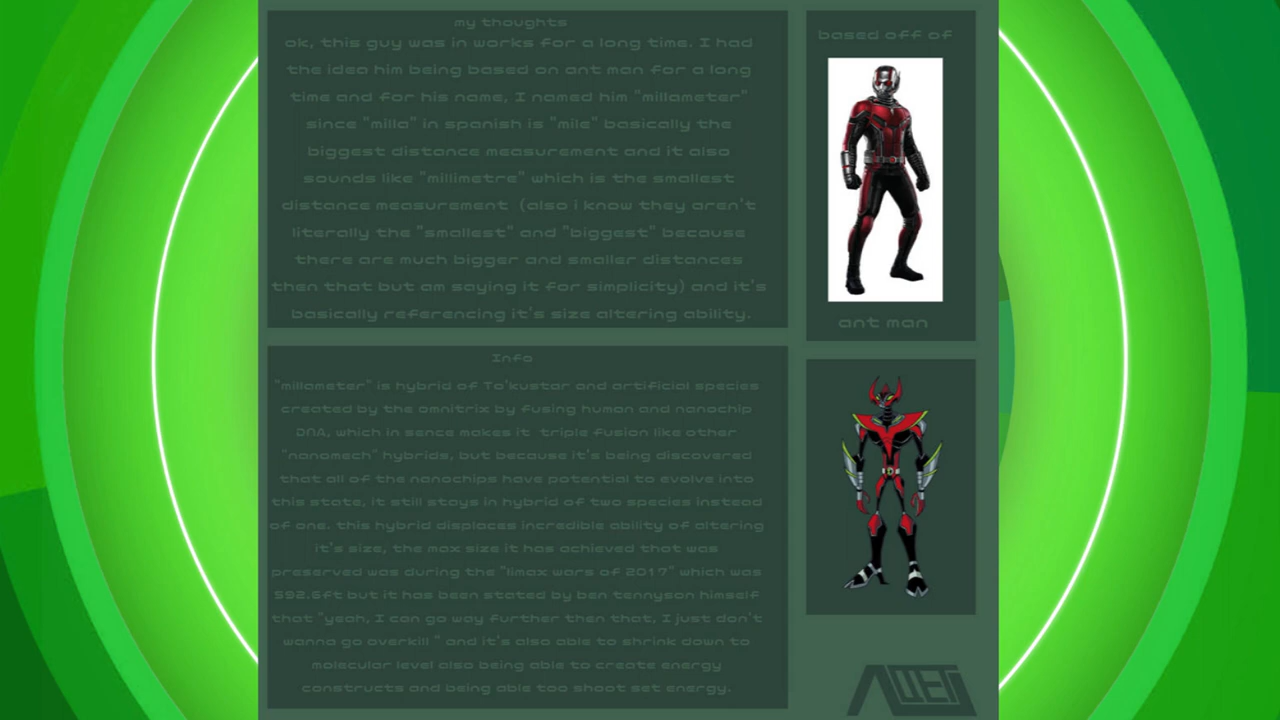 my thoughts
ok, this guy was in works for a long time. I had
the idea him being based on ant man for a long
time and for his name, I named him "millameter"
since "milla" in spanish is "mile" basically the
biggest distance measurement and it also
sounds like "millimetre" which is the smallest
distance measurement (also i know they aren't
literally the "smallest" and "biggest" because
there are much bigger and smaller distances
then that but am saying it for simplicity) and it's
basically referencing it's size altering ability.
based off of
ant man
Info
"millameter" is hybrid of To'kustar and artificial species
created by the omnitrix by fusing human and nanochip
DNA, which in sence makes it triple fusion like other
"nanomech" hybrids, but because it's being discovered
that all of the nanochips have potential to evolve into
this state, it still stays in hybrid of two species instead
of one. this hybrid displaces incredible ability of altering
it's size, the max size it has achieved that was
preserved was during the "limax wars of 2017" which was
592.6ft but it has been stated by ben tennyson himself
that "yeah, I can go way further then that, I just don't
wanna go overkill " and it's also able to shrink down to
molecular level also being able to create energy
constructs and being able too shoot set energy.